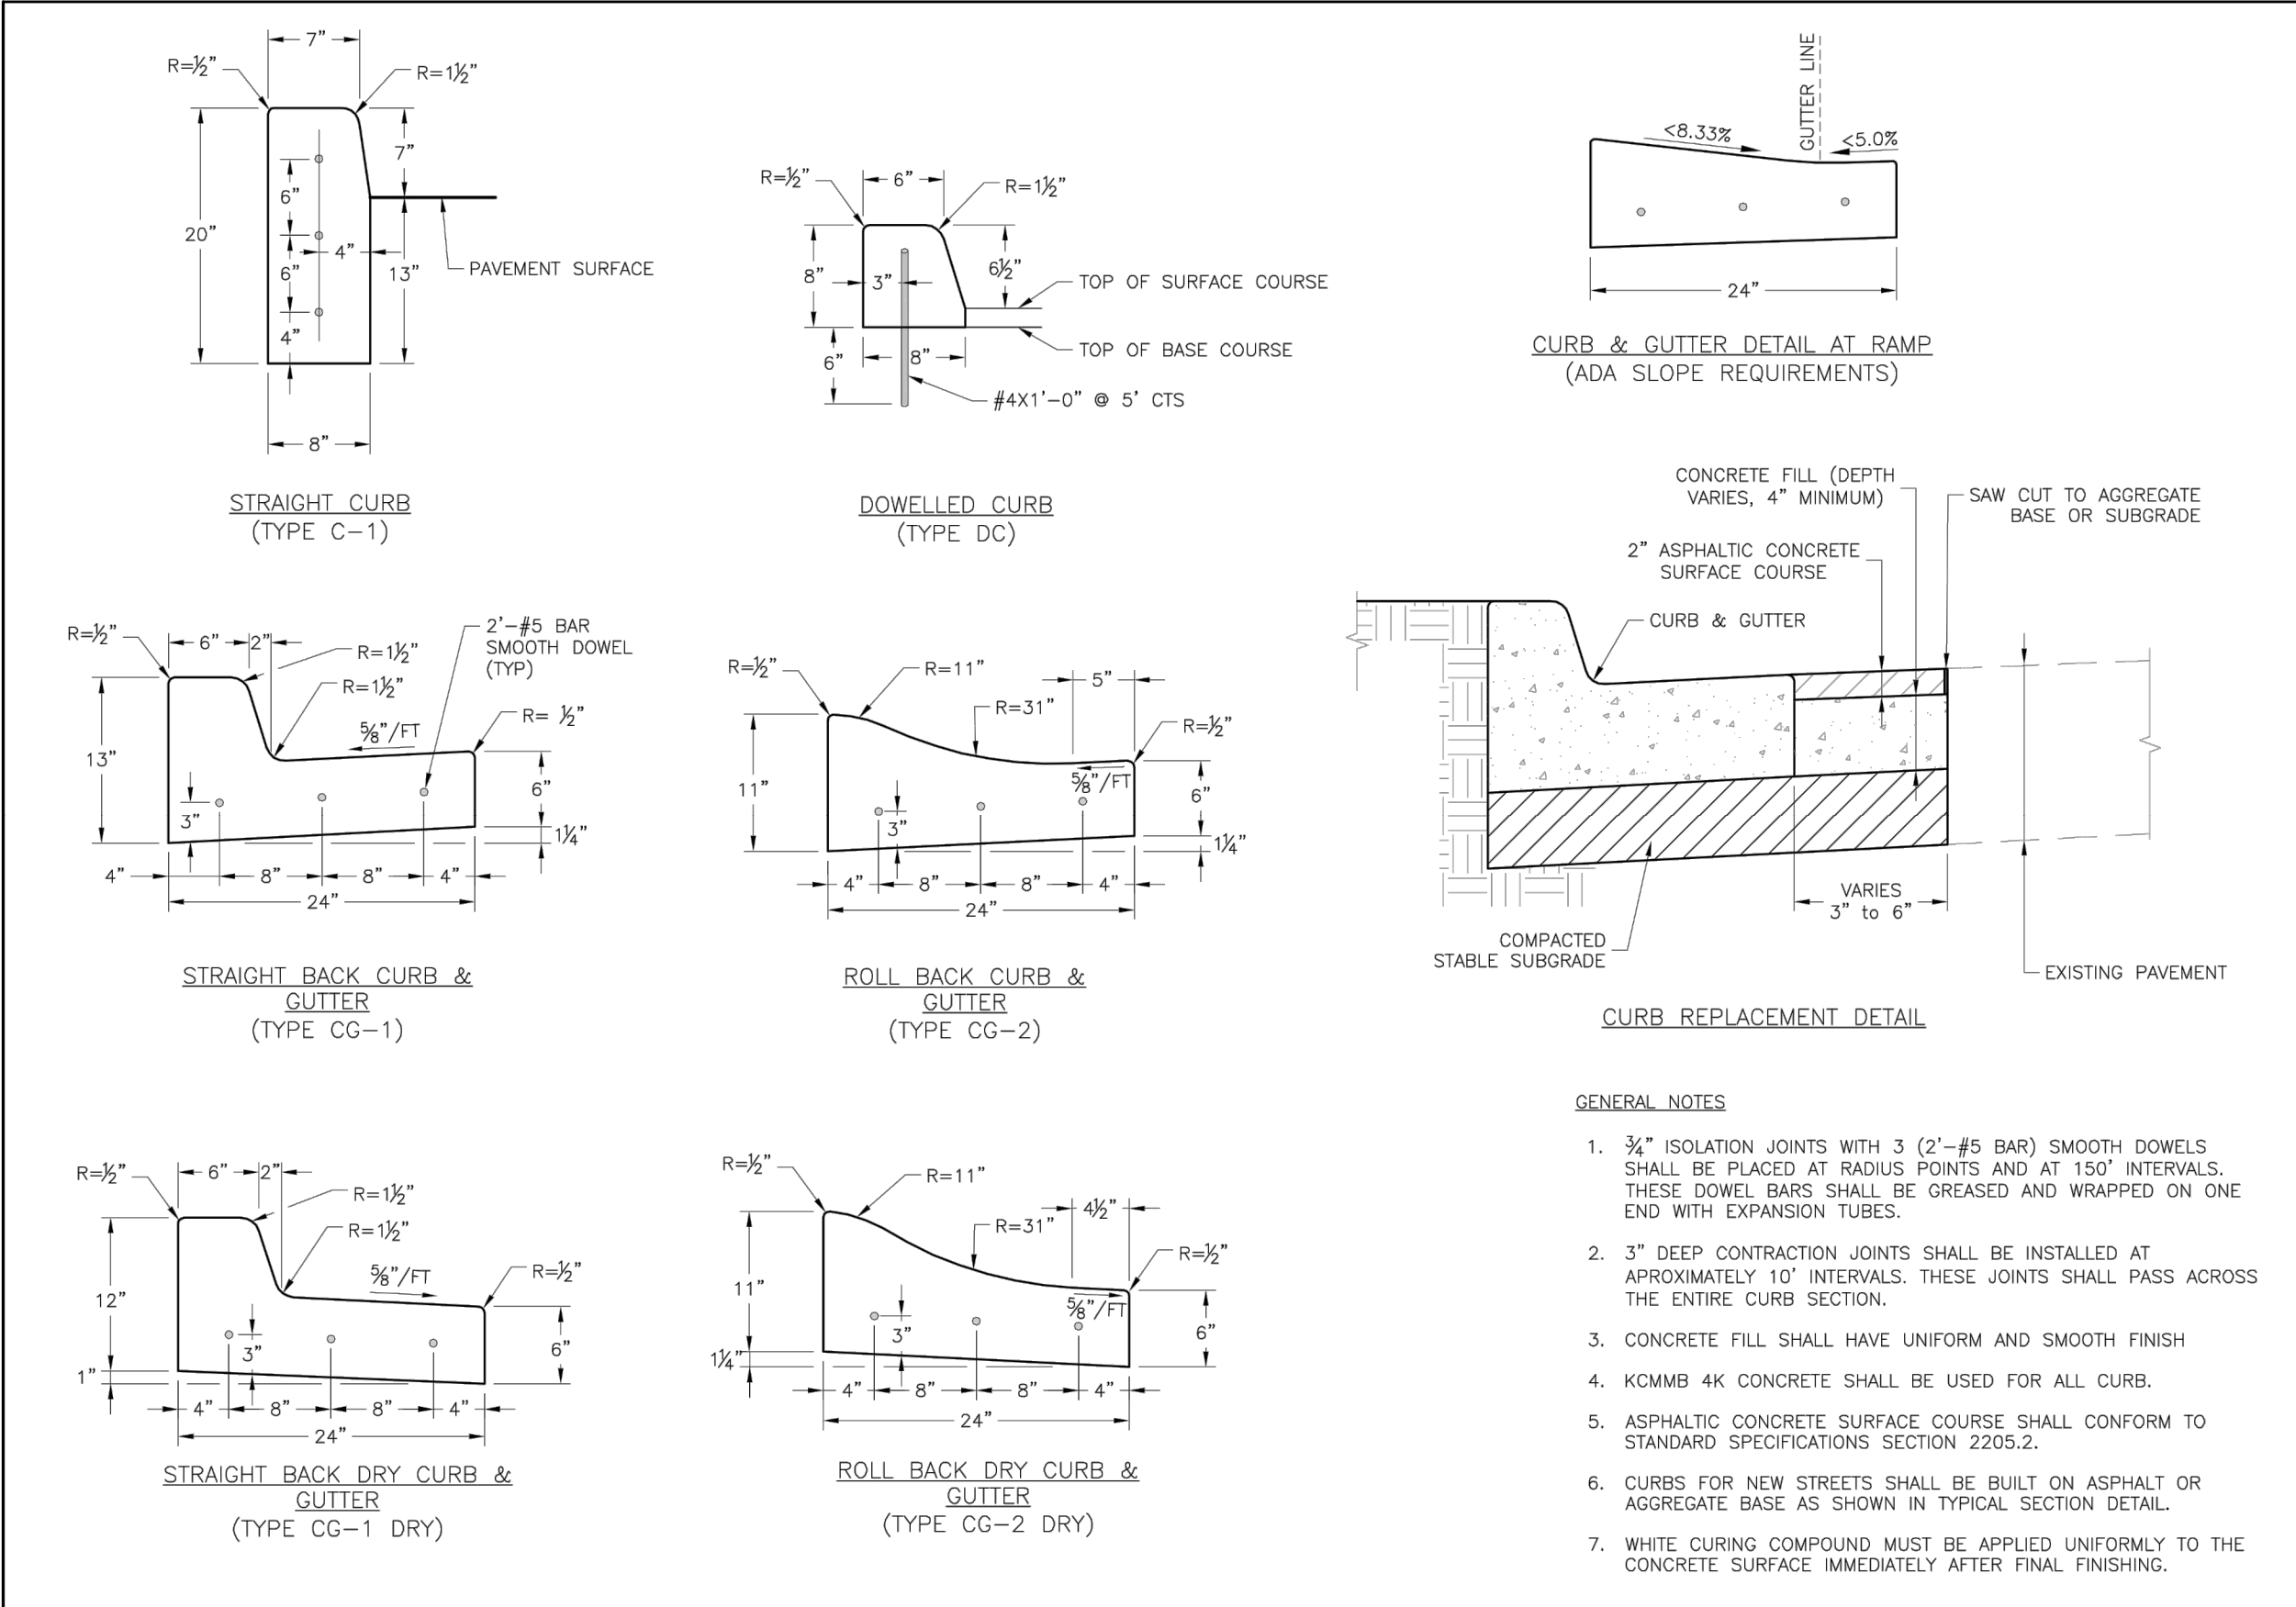 7”
R=½”
R=1½”
7”
6”
20”
4”
6”
13”
PAVEMENT SURFACE
4”
8”
STRAIGHT CURB
(TYPE C–1)
R=½”
6”
R=1½”
8”
3”
6½”
TOP OF SURFACE COURSE
TOP OF BASE COURSE
6”
8”
#4X1’–0” @ 5’ CTS
DOWELLED CURB
(TYPE DC)
GUTTER LINE
<8.33%
<5.0%
24”
CURB & GUTTER DETAIL AT RAMP
(ADA SLOPE REQUIREMENTS)
R=½”
6”
2”
R=1½”
R=1½”
2’–#5 BAR
SMOOTH DOWEL
(TYP)
⅝”/FT
R= ½”
13”
3”
6”
1¼”
4”
8”
8”
4”
24”
STRAIGHT BACK CURB &
GUTTER
(TYPE CG–1)
R=½”
R=11”
5”
R=31”
R=½”
11”
⅝”/FT
6”
3”
1¼”
4”
8”
8”
4”
24”
ROLL BACK CURB &
GUTTER
(TYPE CG–2)
CONCRETE FILL (DEPTH
VARIES, 4” MINIMUM)
SAW CUT TO AGGREGATE
BASE OR SUBGRADE
2” ASPHALTIC CONCRETE
SURFACE COURSE
CURB & GUTTER
VARIES
3” to 6”
COMPACTED
STABLE SUBGRADE
EXISTING PAVEMENT
CURB REPLACEMENT DETAIL
R=½”
6”
2”
R=1½”
R=1½”
⅝”/FT
R=½”
12”
3”
6”
1”
4”
8”
8”
4”
24”
STRAIGHT BACK DRY CURB &
GUTTER
(TYPE CG–1 DRY)
R=½”
R=11”
4½”
R=31”
R=½”
11”
⅝”/FT
3”
6”
1¼”
4”
8”
8”
4”
24”
ROLL BACK DRY CURB &
GUTTER
(TYPE CG–2 DRY)
GENERAL NOTES
1. ¾” ISOLATION JOINTS WITH 3 (2’–#5 BAR) SMOOTH DOWELS
SHALL BE PLACED AT RADIUS POINTS AND AT 150’ INTERVALS.
THESE DOWEL BARS SHALL BE GREASED AND WRAPPED ON ONE
END WITH EXPANSION TUBES.
2. 3” DEEP CONTRACTION JOINTS SHALL BE INSTALLED AT
APROXIMATELY 10’ INTERVALS. THESE JOINTS SHALL PASS ACROSS
THE ENTIRE CURB SECTION.
3. CONCRETE FILL SHALL HAVE UNIFORM AND SMOOTH FINISH
4. KCMMB 4K CONCRETE SHALL BE USED FOR ALL CURB.
5. ASPHALTIC CONCRETE SURFACE COURSE SHALL CONFORM TO
STANDARD SPECIFICATIONS SECTION 2205.2.
6. CURBS FOR NEW STREETS SHALL BE BUILT ON ASPHALT OR
AGGREGATE BASE AS SHOWN IN TYPICAL SECTION DETAIL.
7. WHITE CURING COMPOUND MUST BE APPLIED UNIFORMLY TO THE
CONCRETE SURFACE IMMEDIATELY AFTER FINAL FINISHING.